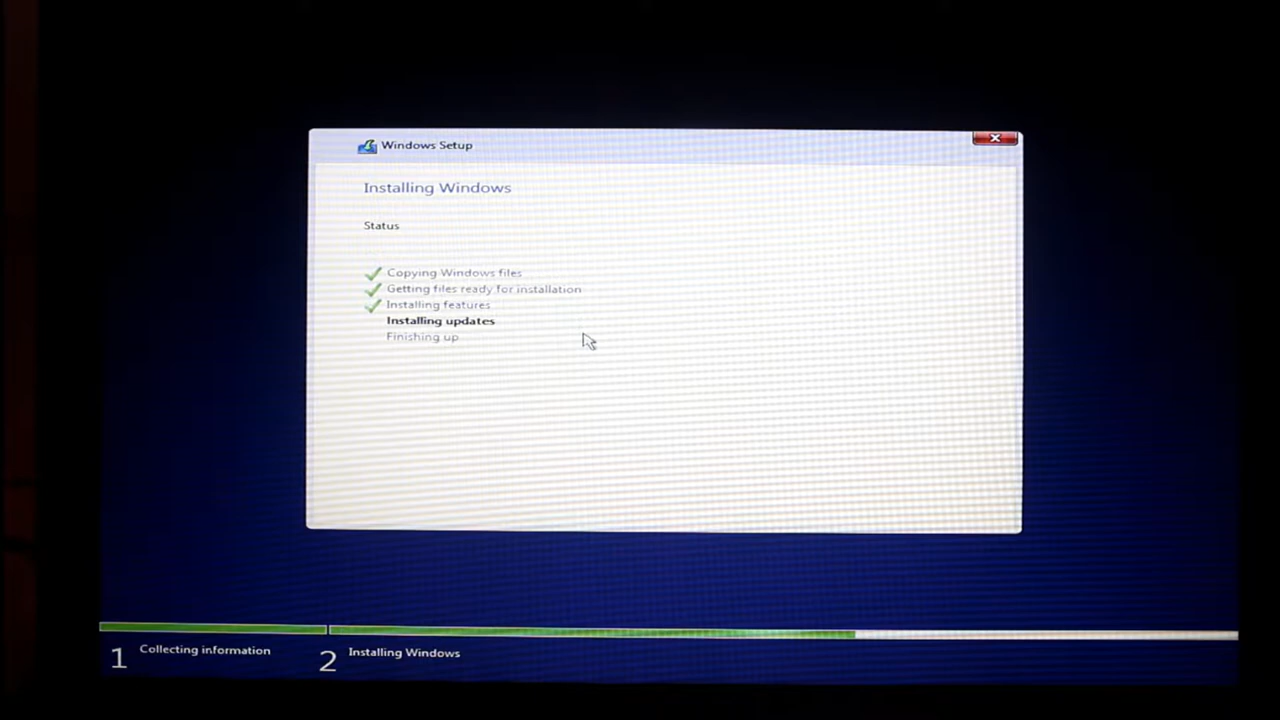 Windows Setup
Installing Windows
Status
Copying Windows files
Getting files ready for installation
Installing features
Installing updates
Finishing up
1 Collecting information
2 Installing Windows